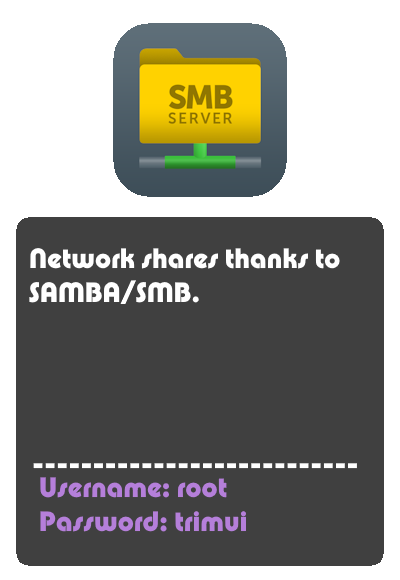 SMB
SERVER
Network shares thanks to
SAMBA/SMB.
---------------------------
Username: root
Password: trimui